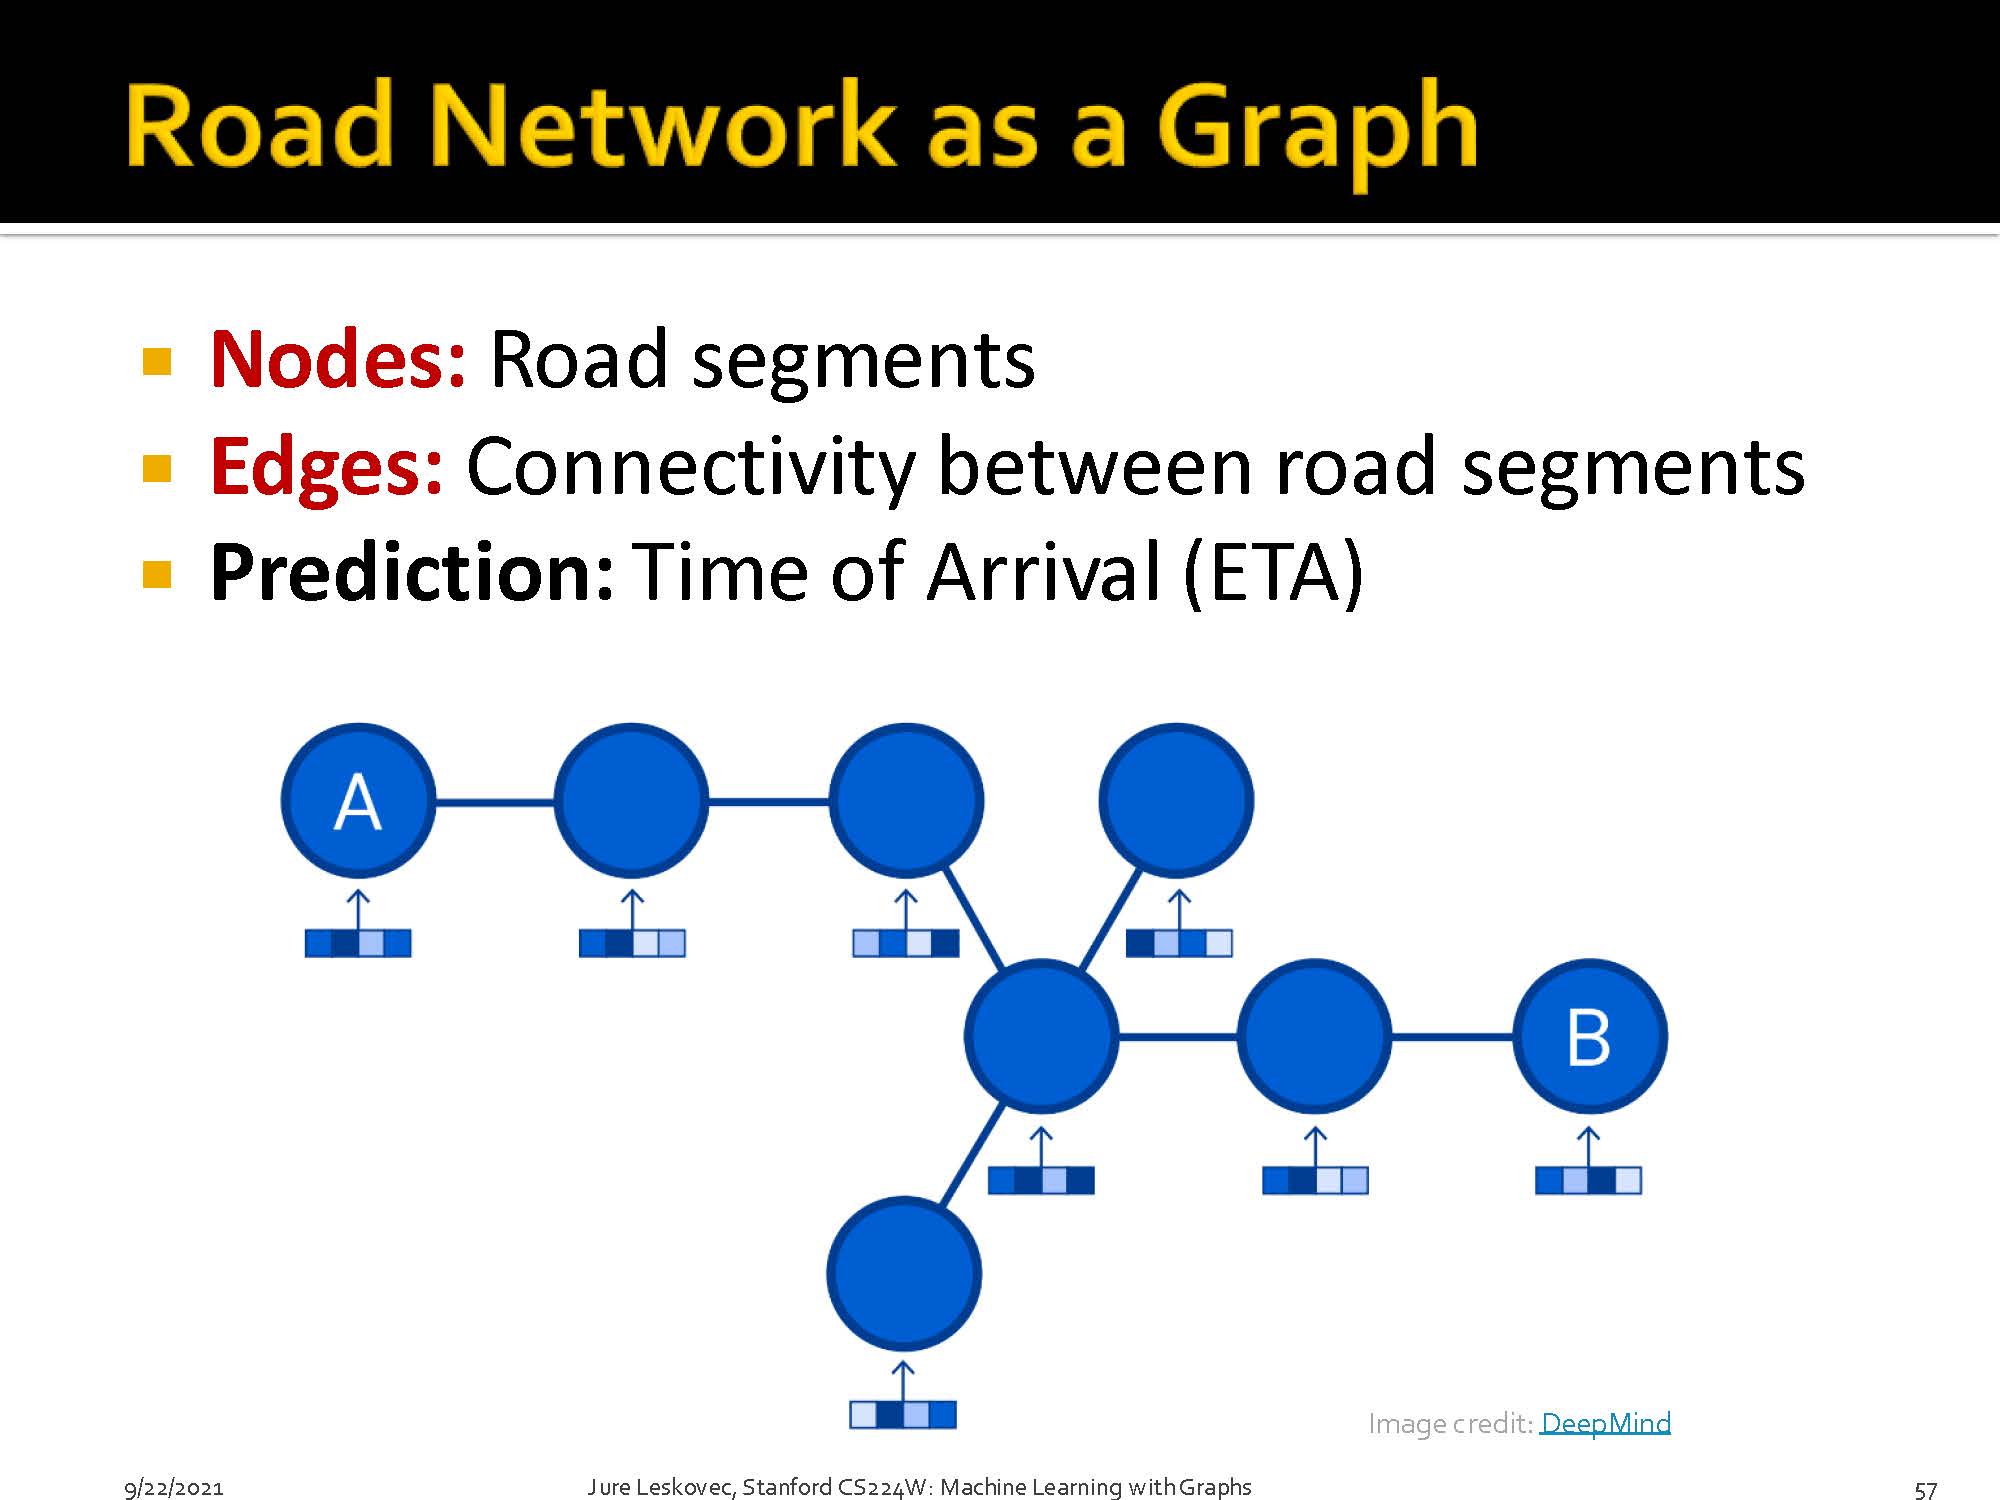 Road Network as a Graph
Nodes: Road segments
Edges: Connectivity between road segments
Prediction: Time of Arrival (ETA)
A
B
Image credit: DeepMind
9/22/2021
Jure Leskovec, Stanford CS224W: Machine Learning with Graphs
57